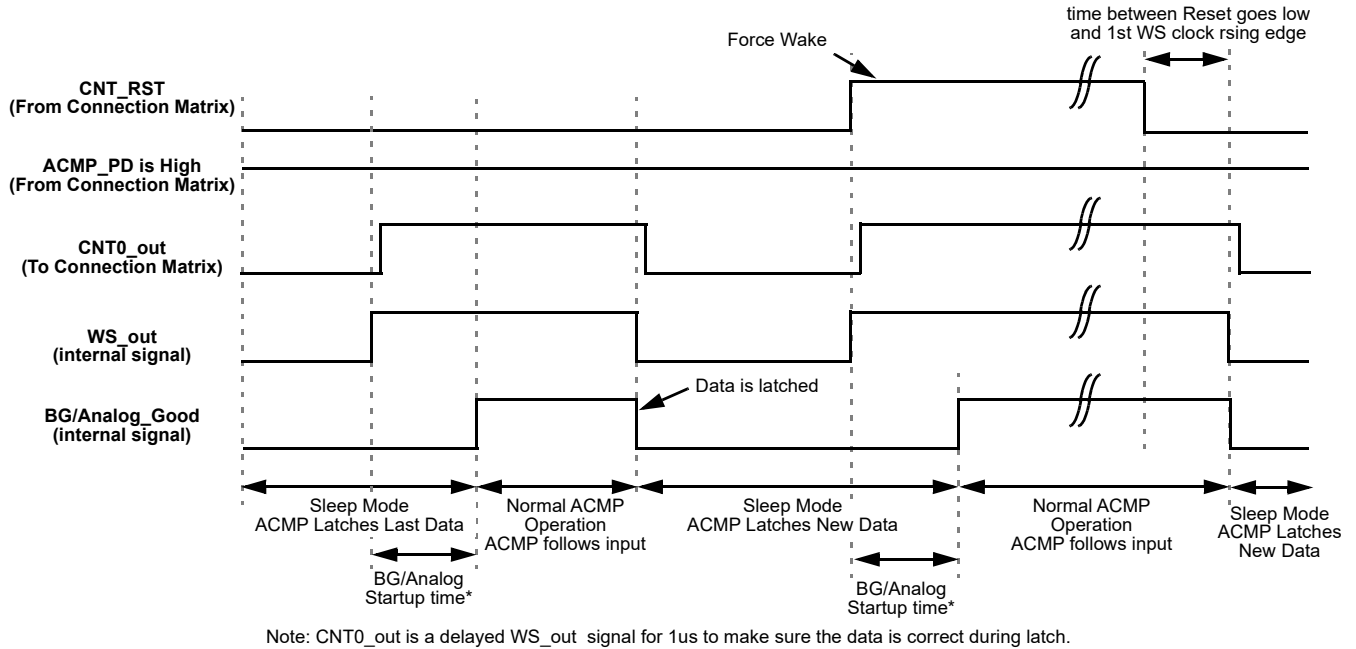 time between Reset goes low
and 1st WS clock rsing edge
Force Wake
CNT_RST
(From Connection Matrix)
ACMP_PD is High
(From Connection Matrix)
CNT0_out
(To Connection Matrix)
WS_out
(internal signal)
Data is latched
BG/Analog_Good
(internal signal)
Sleep Mode
ACMP Latches Last Data
Normal ACMP
Operation
ACMP follows input
Sleep Mode
ACMP Latches New Data
Normal ACMP
Operation
ACMP follows input
Sleep Mode
ACMP Latches
New Data
BG/Analog
Startup time*
BG/Analog
Startup time*
Note: CNT0_out is a delayed WS_out signal for 1us to make sure the data is correct during latch.